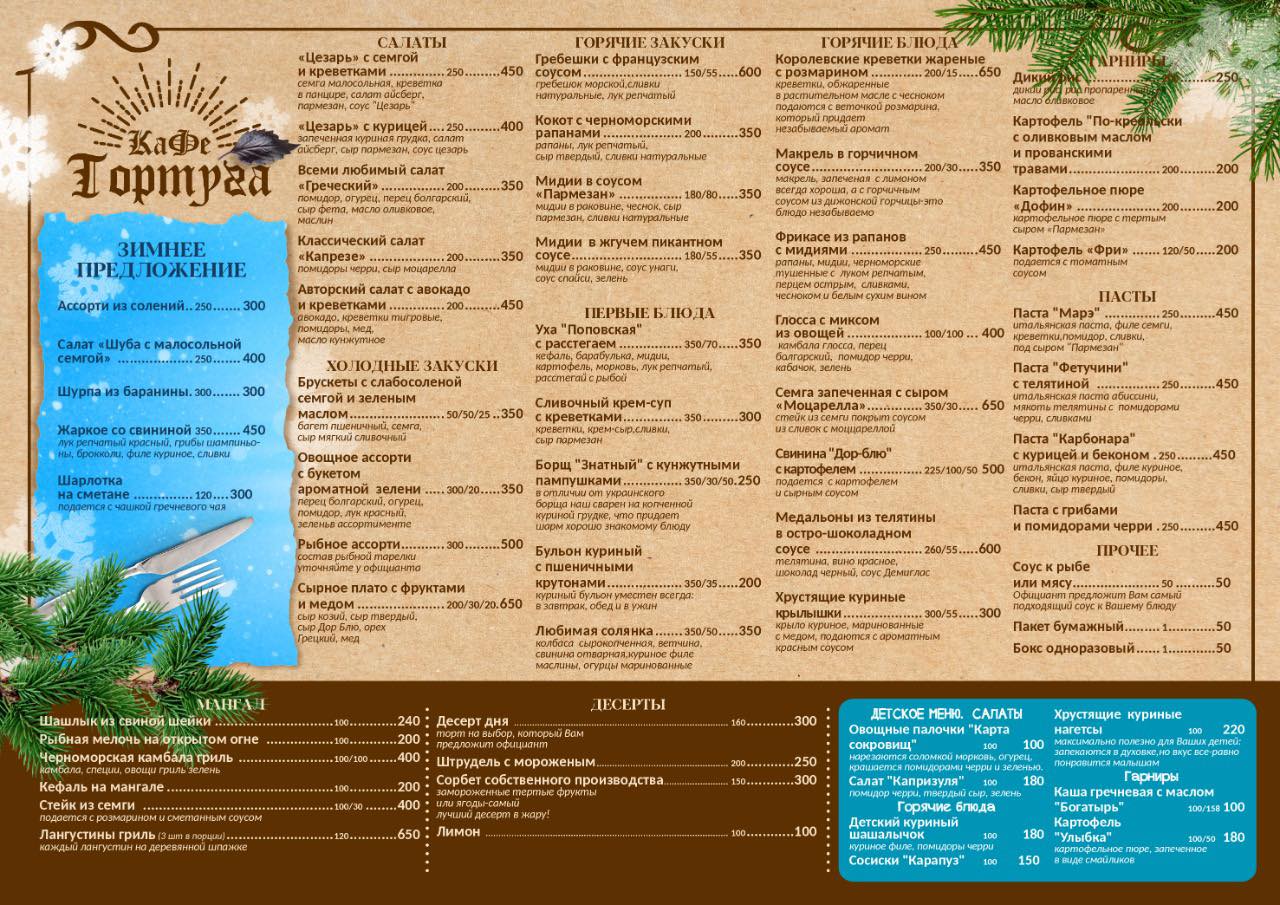 Кафе
Тортуга
ЗИМНЕЕ
ПРЕДЛОЖЕНИЕ
Ассорти из солений.. 250 ....... 300
Салат «Шуба с малосольной
семгой» ................... 250 ....... 400
Шурпа из баранины. 300 ......... 300
Жаркое со свининой 350 ....... 450
лук репчатый красный, грибы шампиньо-
ны, брокколи, филе куриное, сливки
Шарлотка
на сметане ............. 120 .... 300
подается с чашкой гречневого чая
САЛАТЫ
«Цезарь» с семгой
и креветками ............. 250 ......... 450
семга малосольная, креветка
в панцире, салат айсберг,
пармезан, соус "Цезарь"
«Цезарь» с курицей .... 250 ......... 400
запеченная куриная грудка, салат
айсберг, сыр пармезан, соус цезарь
Всеми любимый салат
«Греческий» .............. 200 ......... 350
помидор, огурец, перец болгарский,
сыр фета, масло оливковое,
маслин
Классический салат
«Капрезе» ................. 200 ......... 350
помидоры черри, сыр моцарелла
Авторский салат с авокадо
и креветками ............. 200 ......... 450
авокадо, креветки тигровые,
помидоры, мед,
масло кунжутное
ХОЛОДНЫЕ ЗАКУСКИ
Брускеты с слабосоленой
семгой и зеленым
маслом ..................... 50/50/25 .. 350
багет пшеничный, семга,
сыр мягкий сливочный
Овощное ассорти
с букетом
ароматной зелени ..... 300/20 ..... 350
перец болгарский, огурец,
помидор, лук красный,
зеленьв ассортименте
Рыбное ассорти ......... 300 ......... 500
состав рыбной тарелки
уточняйте у официанта
Сырное плато с фруктами
и медом .................... 200/30/20. 650
сыр козий, сыр твердый,
сыр Дор Блю, орех
Грецкий, мед
ГОРЯЧИЕ ЗАКУСКИ
Гребешки с французским
соусом ........................ 150/55 ..... 600
гребешок морской,сливки
натуральные, лук репчатый
Кокот с черноморскими
рапанами ................... 200 ......... 350
рапаны, лук репчатый,
сыр твердый, сливки натуральные
Мидии в соусом
«Пармезан» ............... 180/80 ..... 350
мидии в раковине, чеснок, сыр
пармезан, сливки натуральные
Мидии в жгучем пикантном
соусе .......................... 180/55 ..... 350
мидии в раковине, соус унаги,
соус спайси, зелень
ПЕРВЫЕ БЛЮДА
Уха "Поповская"
с расстегаем .............. 350/70 ..... 350
кефаль, барабулька, мидии,
картофель, морковь, лук репчатый,
расстегай с рыбой
Сливочный крем-суп
с креветками .............. 350 ......... 300
креветки, крем-сыр,сливки,
сыр пармезан
Борщ "Знатный" с кунжутными
пампушками .............. 350/30/50. 250
в отличии от украинского
борща наш сварен на копченной
куриной грудке, что придает
шарм хорошо знакомому блюду
Бульон куриный
с пшеничными
крутонами .................. 350/35 ..... 200
куриный бульон уместен всегда:
в завтрак, обед и в ужин
Любимая солянка ....... 350/50 ..... 350
колбаса сырокопченная, ветчина,
свинина отварная,куриное филе
маслины, огурцы маринованные
ГОРЯЧИЕ БЛЮДА
Королевские креветки жареные
с розмарином ............. 200/15 ..... 650
креветки, обжаренные
в растительном масле с чесноком
подаются с веточкой розмарина,
который придает
незабываемый аромат
Макрель в горчичном
соусе .......................... 200/30 ..... 350
макрель, запеченая с лимоном
всегда хороша, а с горчичным
соусом из дижонской горчицы-это
блюдо незабываемо
Фрикасе из рапанов
с мидиями .................. 250 ......... 450
рапаны, мидии, черноморские
тушенные с луком репчатым,
перцем острым, сливками,
чесноком и белым сухим вином
Глосса с миксом
из овощей .................. 100/100 .... 400
камбала глосса, перец
болгарский, помидор черри,
кабачок, зелень
Семга запеченная с сыром
«Моцарелла» .............. 350/30 ..... 650
стейк из семги покрыт соусом
из сливок с моццареллой
Свинина "Дор-блю"
с картофелем ............. 225/100/50 500
подается с картофелем
и сырным соусом
Медальоны из телятины
в остро-шоколадном
соусе .......................... 260/55 ..... 600
телятина, вино красное,
шоколад черный, соус Демиглас
Хрустящие куриные
крылышки .................. 300/55 ..... 300
крыло куриное, маринованные
с медом, подаются с ароматным
красным соусом
ГАРНИРЫ
Дикий рис ................... 200 ......... 250
дикий рис, рис пропаренный,
масло оливковое
Картофель "По-креольски
с оливковым маслом
и прованскими
травами ...................... 200 ......... 200
Картофельное пюре
«Дофин» .................... 200 ......... 200
картофельное пюре с тертым
сыром «Пармезан»
Картофель «Фри» ....... 120/50 ..... 200
подается с томатным
соусом
ПАСТЫ
Паста "Марэ" .............. 250 ......... 450
итальянская паста, филе семги,
креветки,помидор, сливки,
под сыром "Пармезан"
Паста "Фетучини"
с телятиной ................ 250 ......... 450
итальянская паста абиссини,
мякоть телятины с помидорами
черри, сливками
Паста "Карбонара"
с курицей и беконом . 250 ......... 450
итальянская паста, филе куриное,
бекон, яйцо куриное, помидоры,
сливки, сыр твердый
Паста с грибами
и помидорами черри . 250 ......... 450
ПРОЧЕЕ
Соус к рыбе
или мясу ..................... 50 ........... 50
Официант предложит Вам самый
подходящий соус к Вашему блюду
Пакет бумажный ......... 1 ............. 50
Бокс одноразовый ...... 1 ............. 50
МАНГАЛ
Шашлык из свиной шейки ............ 100 ............ 240
Рыбная мелочь на открытом огне ............ 100 ............ 200
Черноморская камбала гриль ............ 100/100 ........ 400
камбала, специи, овощи гриль зелень
Кефаль на мангале ............ 100 ............ 200
Стейк из семги ............ 100/30 ......... 400
подается с розмарином и сметанным соусом
Лангустины гриль (3 шт в порции) ............ 120 ............ 650
каждый лангустин на деревянной шпажке
ДЕСЕРТЫ
Десерт дня ............ 160 ............ 300
торт на выбор, который Вам
предложит официант
Штрудель с мороженым ............ 200 ............ 250
Сорбет собственного производства ............ 150 ............ 300
замороженные тертые фрукты
или ягоды-самый
лучший десерт в жару!
Лимон ............ 100 ............ 100
ДЕТСКОЕ МЕНЮ. САЛАТЫ
Овощные палочки "Карта
сокровищ" 100 100
нарезаются соломкой морковь, огурец,
крашается помидорами черри и зеленью.
Салат "Капризуля" 100 180
помидор черри, твердый сыр, зелень
Горячие блюда
Детский куриный
шашалычок 100 180
куриное филе, помидоры черри
Сосиски "Карапуз" 100 150
Хрустящие куриные
нагетсы 100 220
максимально полезно для Ваших детей:
запекаются в духовке,но вкус все-равно
понравится малышам
Гарниры
Каша гречневая с маслом
"Богатырь" 100/158 100
Картофель
"Улыбка" 100/50 180
картофельное пюре, запеченное
в виде смайликов